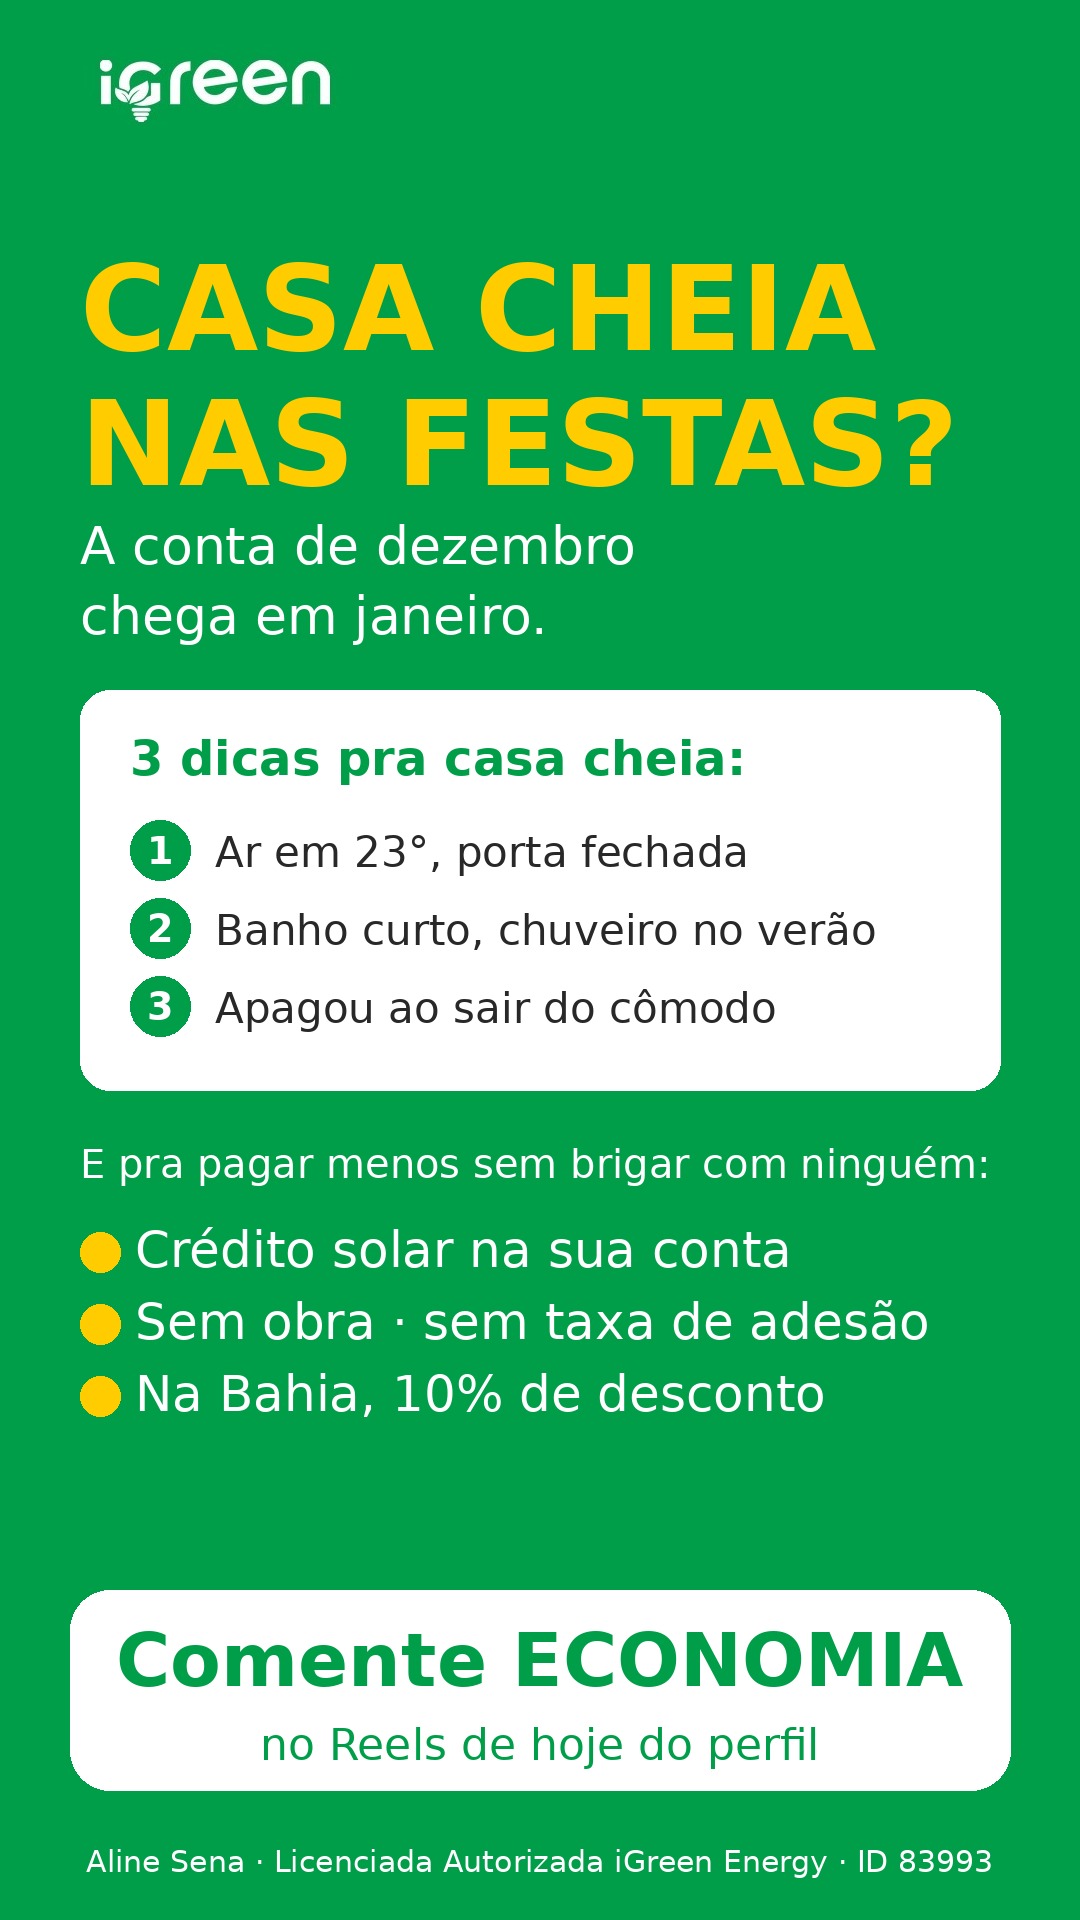 iGreen
CASA CHEIA
NAS FESTAS?
A conta de dezembro
chega em janeiro.
3 dicas pra casa cheia:
1 Ar em 23°, porta fechada
2 Banho curto, chuveiro no verão
3 Apagou ao sair do cômodo
E pra pagar menos sem brigar com ninguém:
Crédito solar na sua conta
Sem obra · sem taxa de adesão
Na Bahia, 10% de desconto
Comente ECONOMIA
no Reels de hoje do perfil
Aline Sena · Licenciada Autorizada iGreen Energy · ID 83993